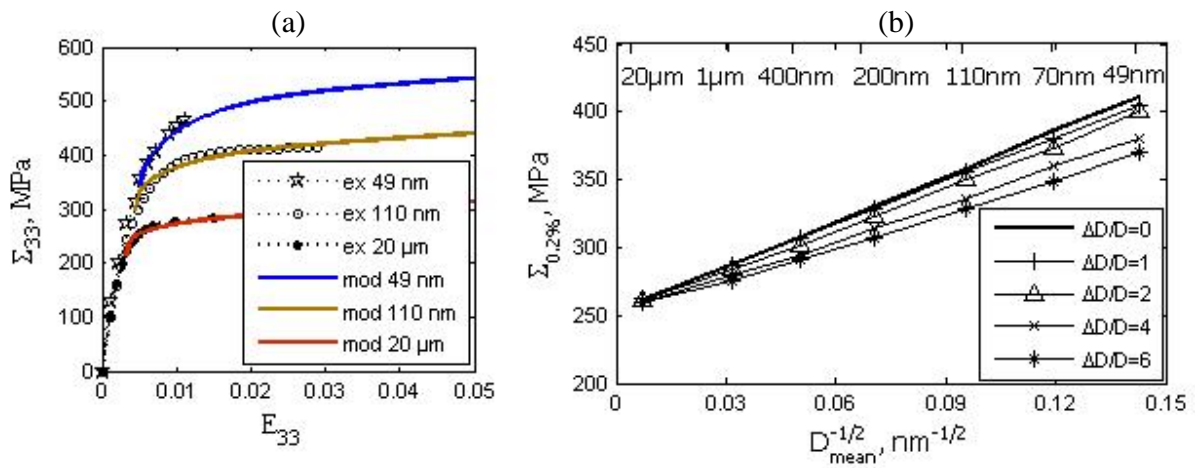 (a)
600
500
400
300
200
100
0
Σ33, MPa
ex 49 nm
ex 110 nm
ex 20 μm
mod 49 nm
mod 110 nm
mod 20 μm
0 0.01 0.02 0.03 0.04 0.05
E33
(b)
450
400
350
300
250
200
Σ0.2%, MPa
20μm 1μm 400nm 200nm 110nm 70nm 49nm
ΔD/D=0
ΔD/D=1
ΔD/D=2
ΔD/D=4
ΔD/D=6
0 0.03 0.06 0.09 0.12 0.15
D-1/2mean, nm-1/2